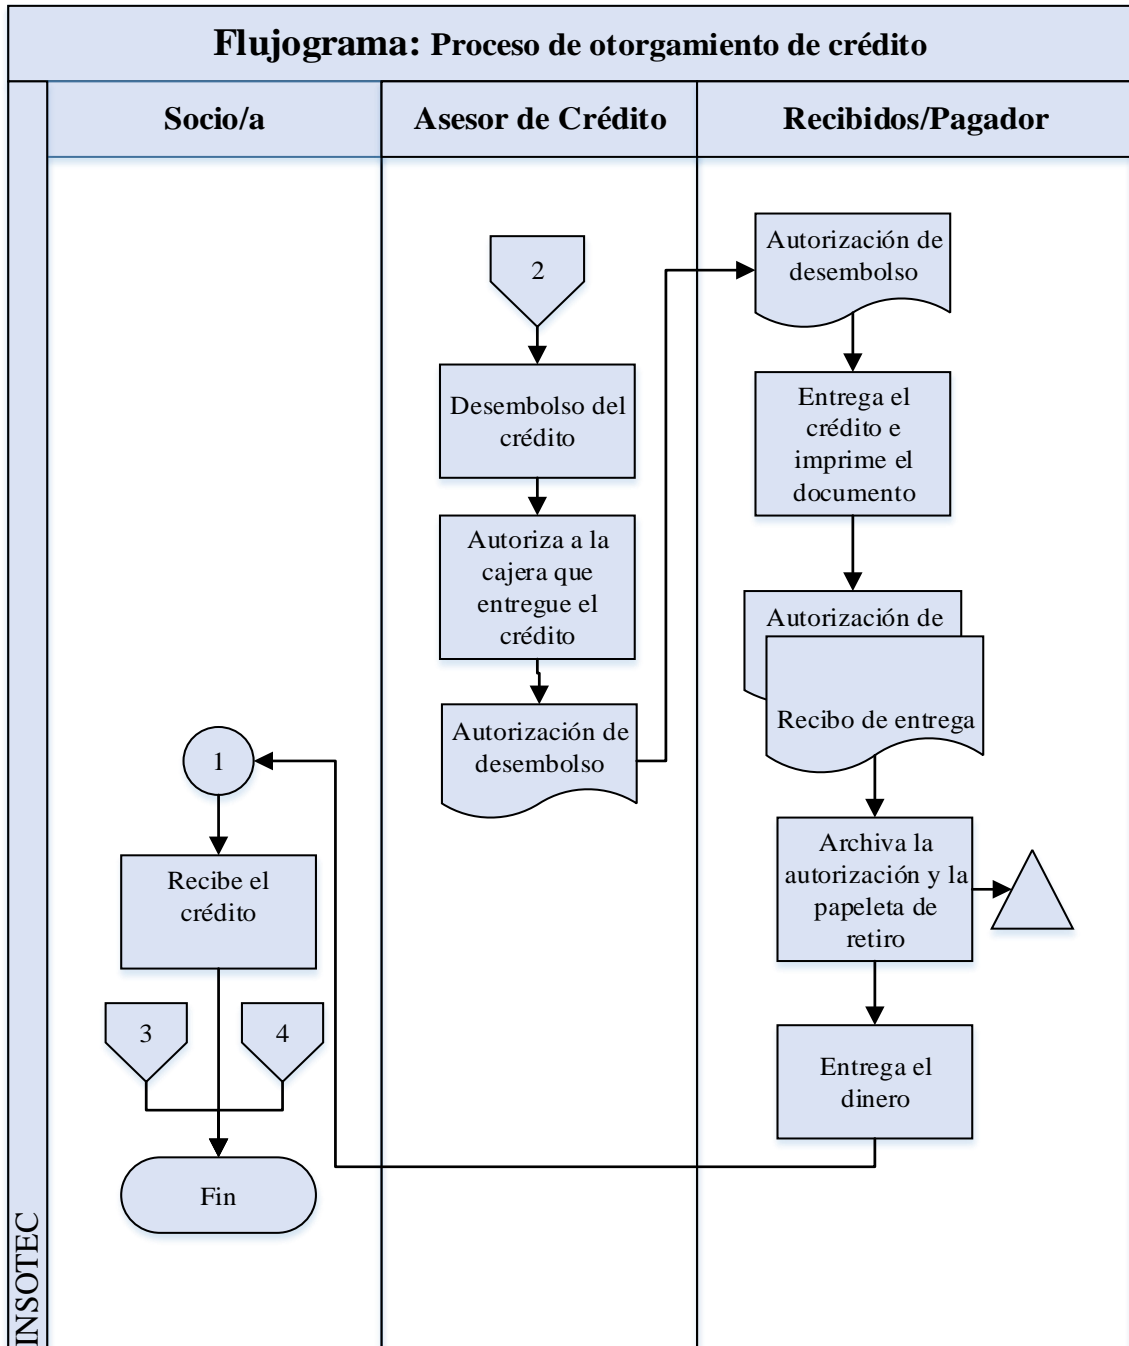 Flujograma: Proceso de otorgamiento de crédito
Socio/a
Asesor de Crédito
Recibidos/Pagador
INSOTEC
2
Desembolso del
crédito
Autoriza a la
cajera que
entregue el
crédito
Autorización de
desembolso
Autorización de
desembolso
Entrega el
crédito e
imprime el
documento
Autorización de
Recibo de entrega
Archiva la
autorización y la
papeleta de
retiro
Entrega el
dinero
1
Recibe el
crédito
3
4
Fin